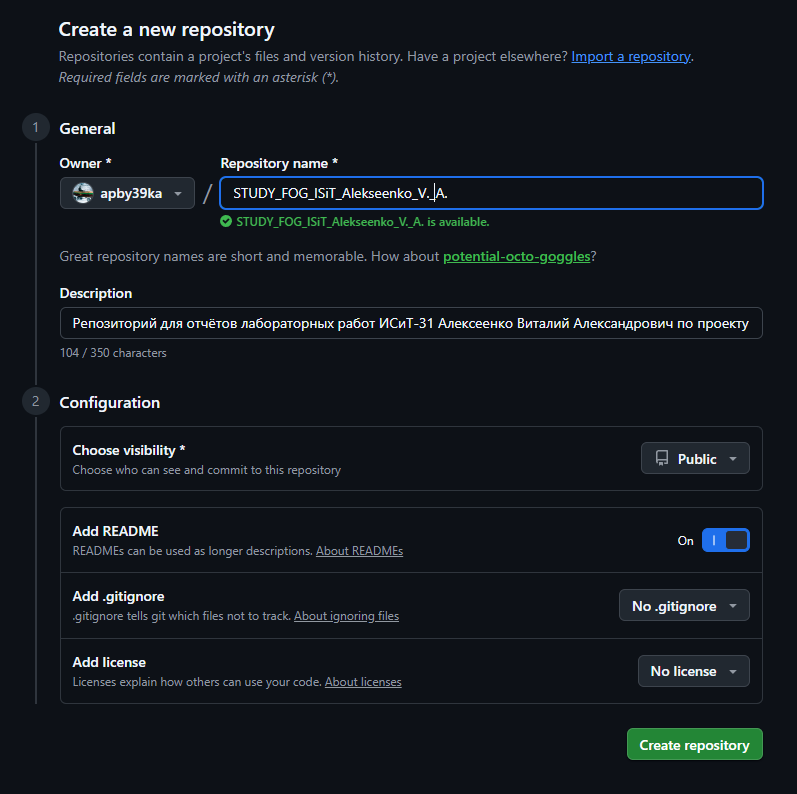 Create a new repository
Repositories contain a project's files and version history. Have a project elsewhere? Import a repository.
Required fields are marked with an asterisk (*).
1
General
Owner *
Repository name *
apby39ka
/
STUDY_FOG_ISiT_Alekseenko_V._A.
STUDY_FOG_ISiT_Alekseenko_V._A. is available.
Great repository names are short and memorable. How about potential-octo-goggles?
Description
Репозиторий для отчётов лабораторных работ ИСиТ-31 Алексеенко Виталий Александрович по проекту
104 / 350 characters
2
Configuration
Choose visibility *
Choose who can see and commit to this repository
Public
Add README
READMEs can be used as longer descriptions. About READMEs
On
Add .gitignore
.gitignore tells git which files not to track. About ignoring files
No .gitignore
Add license
Licenses explain how others can use your code. About licenses
No license
Create repository